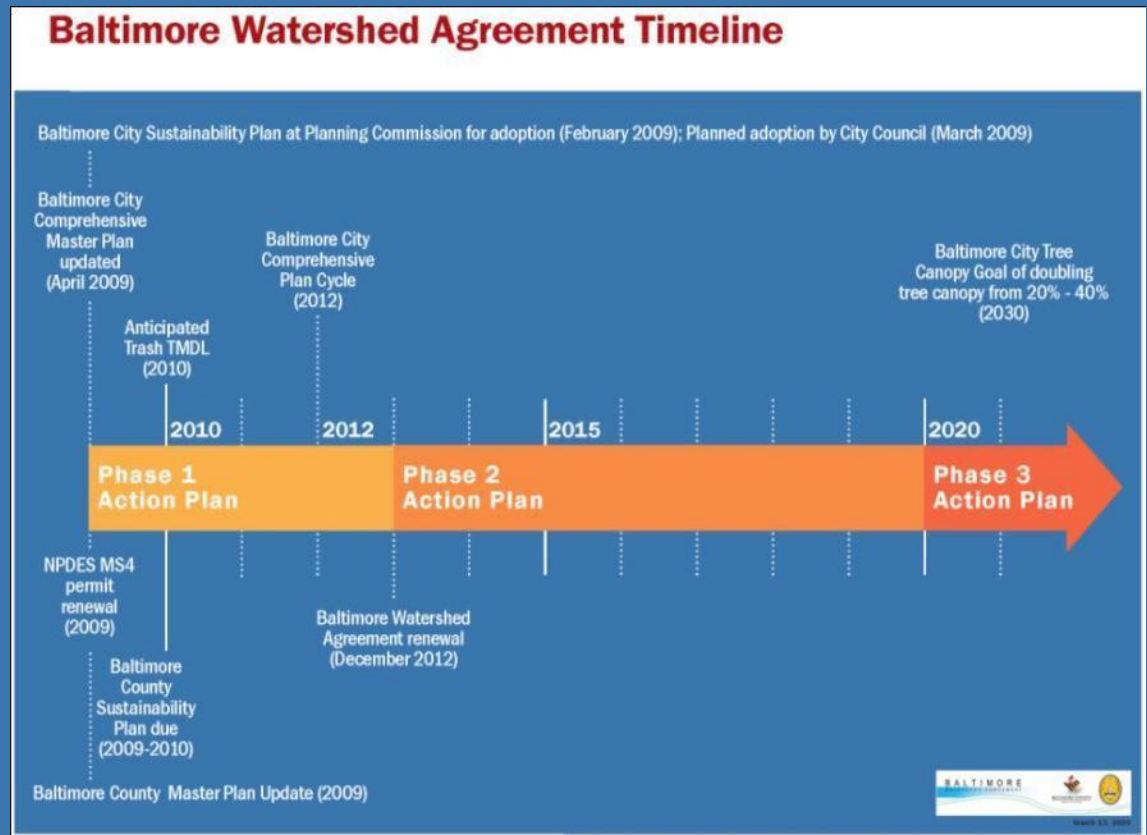 Baltimore Watershed Agreement Timeline
Baltimore City Sustainability Plan at Planning Commission for adoption (February 2009); Planned adoption by City Council (March 2009)
Baltimore City
Comprehensive
Master Plan
updated
(April 2009)
Baltimore City
Comprehensive
Plan Cycle
(2012)
Baltimore City Tree
Canopy Goal of doubling
tree canopy from 20% - 40%
(2030)
Anticipated
Trash TMDL
(2010)
2010
2012
2015
2020
Phase 1
Action Plan
Phase 2
Action Plan
Phase 3
Action Plan
NPDES MS4
permit
renewal
(2009)
Baltimore Watershed
Agreement renewal
(December 2012)
Baltimore
County
Sustainability
Plan due
(2009-2010)
Baltimore County Master Plan Update (2009)
BALTIMORE
March 13, 2009